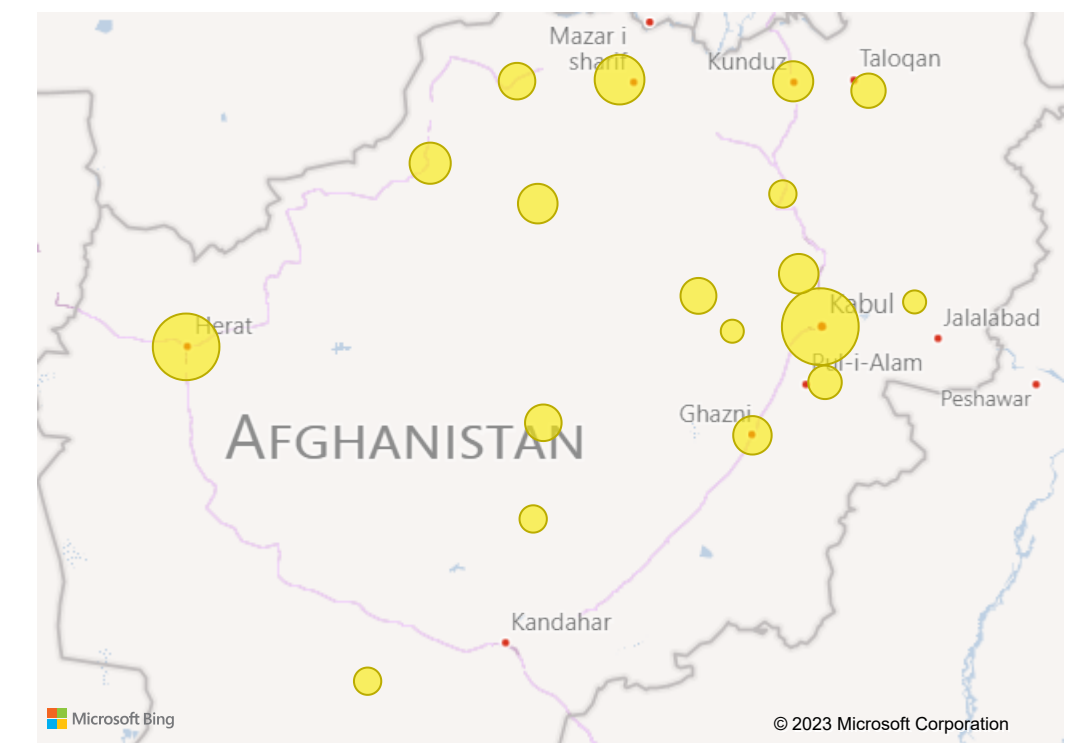 Mazar i
sharif
Kunduz
Taloqan
Kabul
Jalalabad
Herat
Pul-i-Alam
Peshawar
Ghazni
AFGHANISTAN
Kandahar
Microsoft Bing
© 2023 Microsoft Corporation